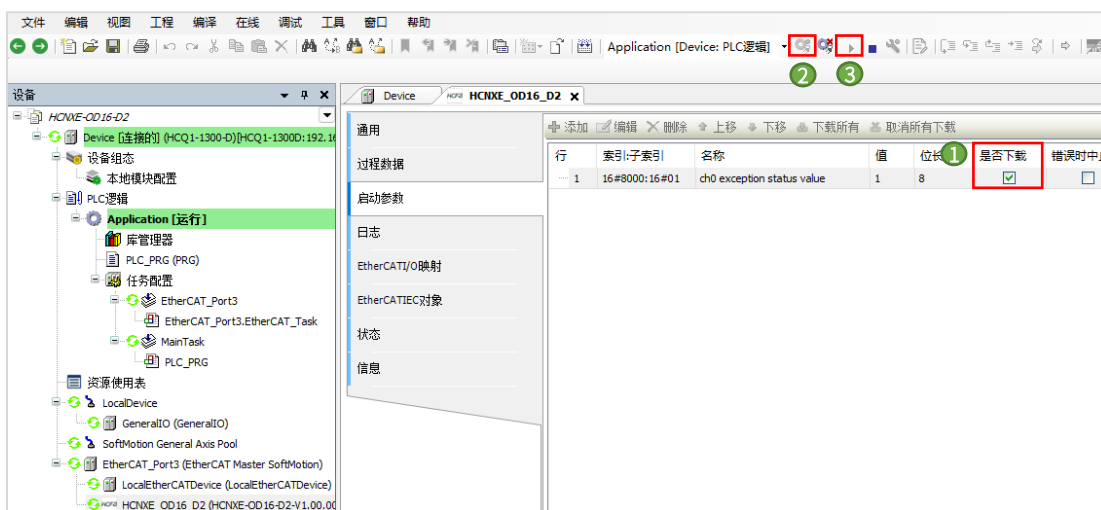 文件 编辑 视图 工程 编译 在线 调试 工具 窗口 帮助
Application [Device: PLC逻辑]
2 3
设备
Device HCNXE_OD16_D2
HCNXE-OD16-D2
Device [连接的] (HCQ1-1300-D)[HCQ1-1300D:192.16
设备组态
本地模块配置
PLC逻辑
Application [运行]
库管理器
PLC_PRG (PRG)
任务配置
EtherCAT_Port3
EtherCAT_Port3.EtherCAT_Task
MainTask
PLC_PRG
资源使用表
LocalDevice
GeneralIO (GeneralIO)
SoftMotion General Axis Pool
EtherCAT_Port3 (EtherCAT Master SoftMotion)
LocalEtherCATDevice (LocalEtherCATDevice)
HCNXE_OD16_D2 (HCNXE-OD16-D2-V1.00.00
通用
过程数据
启动参数
日志
EtherCATI/O映射
EtherCATIEC对象
状态
信息
添加 编辑 删除 上移 下移 下载所有 取消所有下载
行 索引:子索引 名称 值 位长 1 是否下载 错误时中
1 16#8000:16#01 ch0 exception status value 1 8